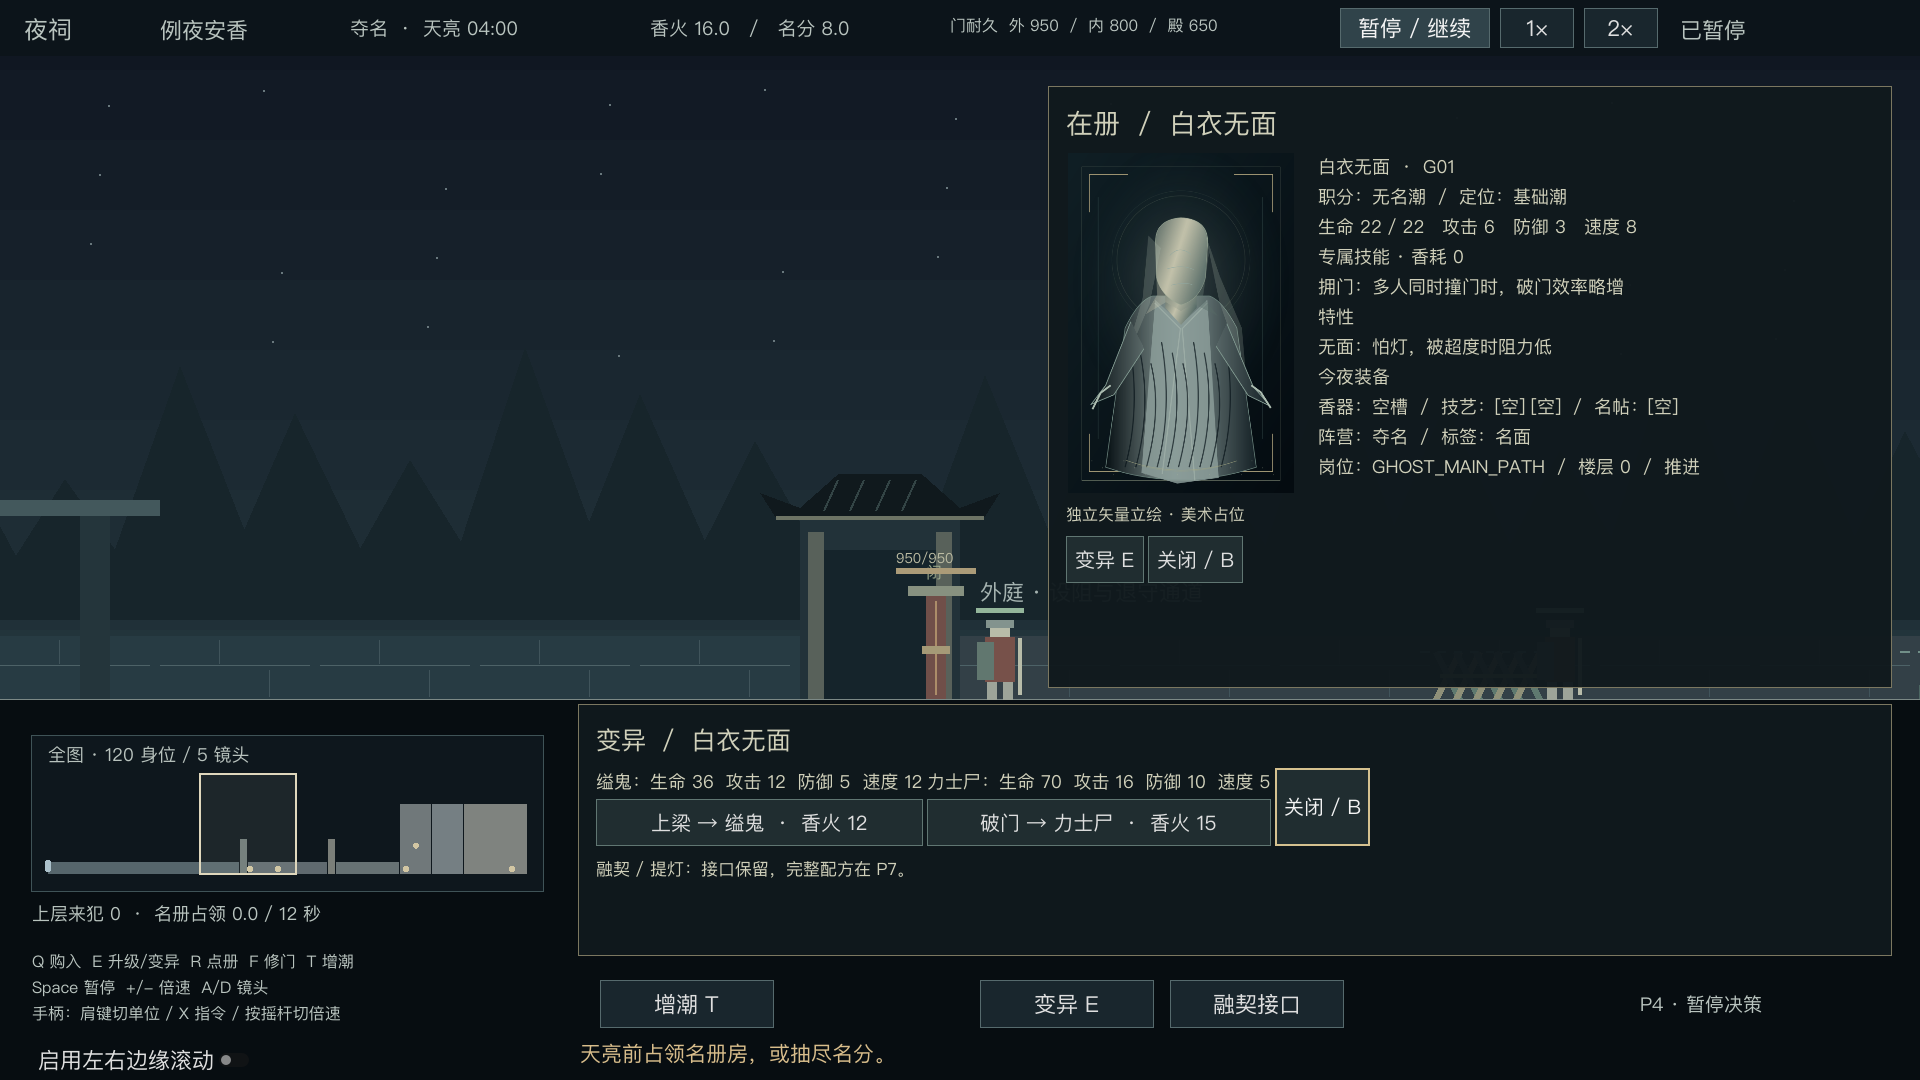 夜祠
例夜安香
夺名 · 天亮 04:00
香火 16.0 / 名分 8.0
门耐久 外 950 / 内 800 / 殿 650
暂停 / 继续
1×
2×
已暂停
在册 / 白衣无面
白衣无面 · G01
职分：无名潮 / 定位：基础潮
生命 22 / 22 攻击 6 防御 3 速度 8
专属技能 · 香耗 0
拥门：多人同时撞门时，破门效率略增
特性
无面：怕灯，被超度时阻力低
今夜装备
香器：空槽 / 技艺：[空][空] / 名帖：[空]
阵营：夺名 / 标签：名面
岗位：GHOST_MAIN_PATH / 楼层 0 / 推进
独立矢量立绘 · 美术占位
变异 E
关闭 / B
950/950
闭
外庭 ·
变异 / 白衣无面
缢鬼：生命 36 攻击 12 防御 5 速度 12
力士尸：生命 70 攻击 16 防御 10 速度 5
上梁 → 缢鬼 · 香火 12
破门 → 力士尸 · 香火 15
关闭 / B
融契 / 提灯：接口保留，完整配方在 P7。
全图 · 120 身位 / 5 镜头
上层来犯 0 · 名册占领 0.0 / 12 秒
Q 购入 E 升级/变异 R 点册 F 修门 T 增潮
Space 暂停 +/− 倍速 A/D 镜头
手柄：肩键切单位 / X 指令 / 按摇杆切倍速
启用左右边缘滚动
增潮 T
变异 E
融契接口
P4 · 暂停决策
天亮前占领名册房，或抽尽名分。